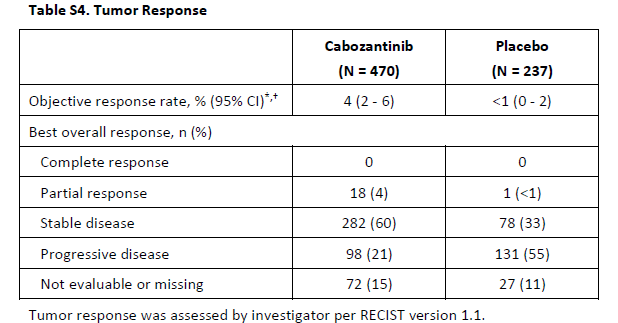 Table S4. Tumor Response
Cabozantinib Placebo
(N = 470) (N = 237)
Objective response rate, % (95% CI)*,† 4 (2 - 6) <1 (0 - 2)
Best overall response, n (%)
Complete response 0 0
Partial response 18 (4) 1 (<1)
Stable disease 282 (60) 78 (33)
Progressive disease 98 (21) 131 (55)
Not evaluable or missing 72 (15) 27 (11)
Tumor response was assessed by investigator per RECIST version 1.1.